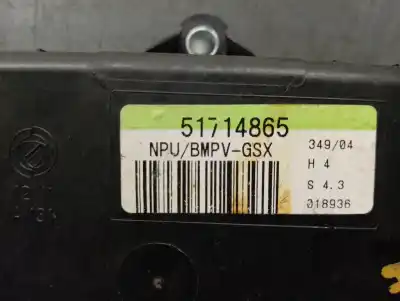 51714865
NPU/BMPV-GSX
349/04
H 4
S 4.3
018936